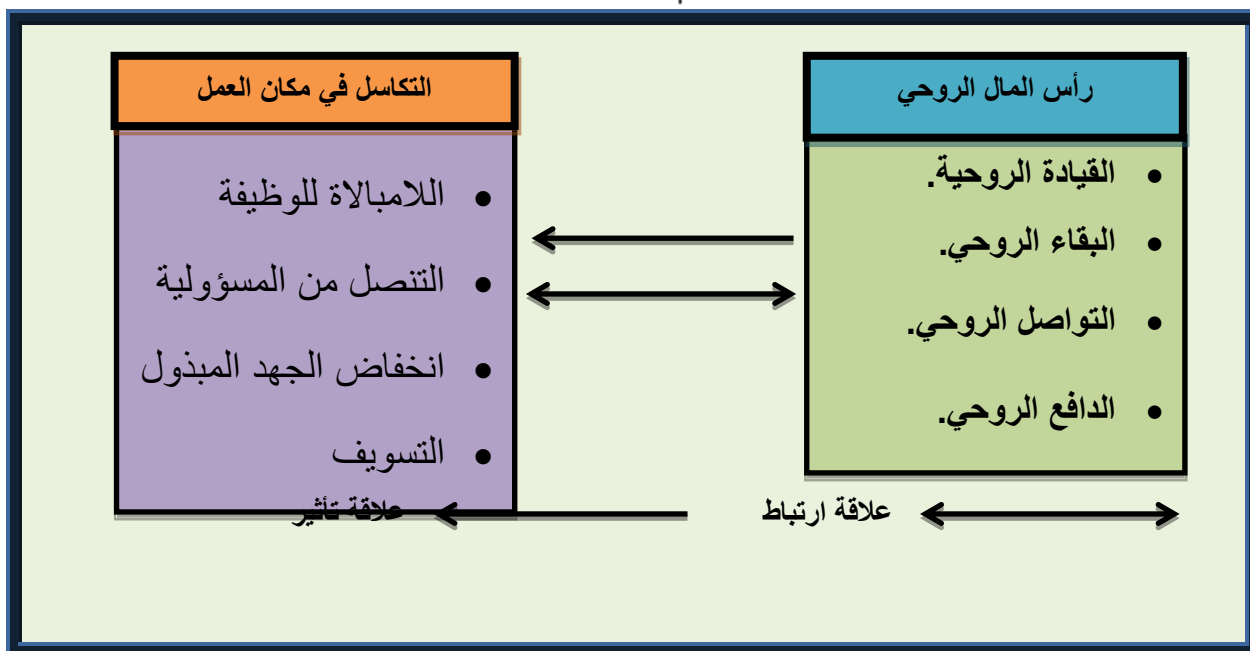 رأس المال الروحي
القيادة الروحية.
البقاء الروحي.
التواصل الروحي.
الدافع الروحي.
التكاسل في مكان العمل
اللامبالاة للوظيفة
التنصل من المسؤولية
انخفاض الجهد المبذول
التسويف
علاقة ارتباط
علاقة تأثير